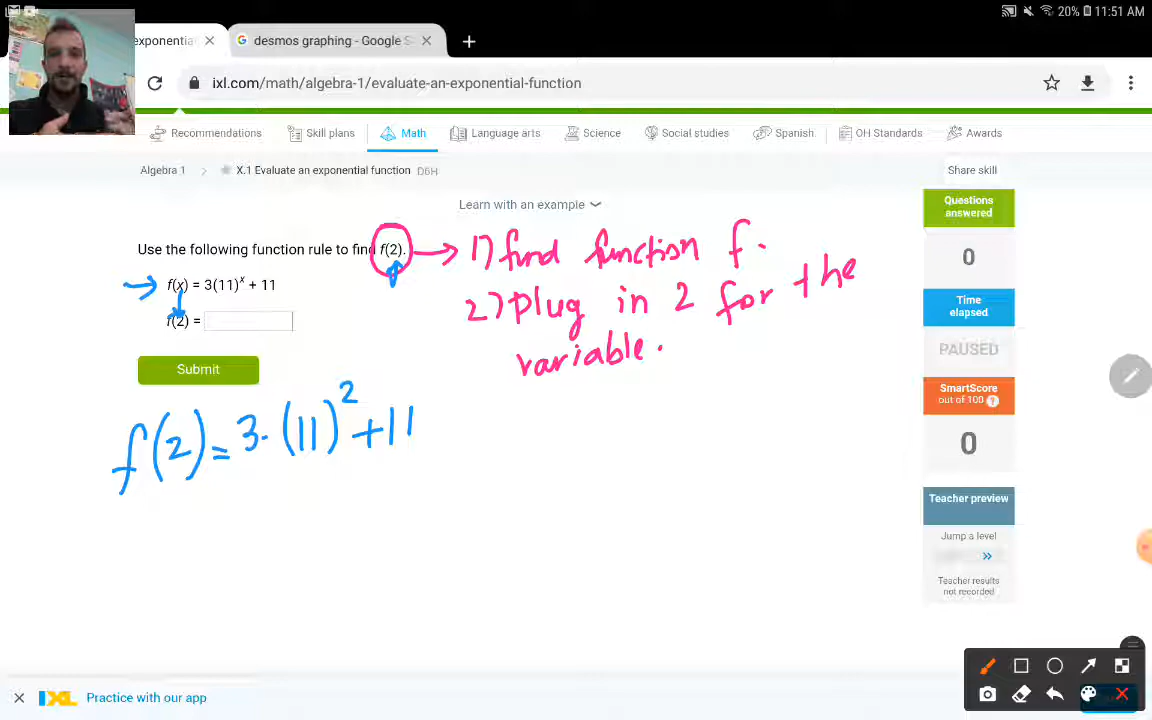 20% 11:51 AM
exponentia
desmos graphing - Google S
ixl.com/math/algebra-1/evaluate-an-exponential-function
Recommendations Skill plans Math Language arts Science Social studies Spanish OH Standards Awards
Algebra 1 X.1 Evaluate an exponential function D6H
Share skill
Learn with an example
Questions answered
0
Time elapsed
PAUSED
SmartScore
out of 100 ?
0
Teacher preview
Jump a level
Teacher results
not recorded
Use the following function rule to find f(2).
f(x) = 3(11)^x + 11
f(2) =
Submit
1) find function f.
2) plug in 2 for the
variable.
f(2) = 3·(11)^2 + 11
IXL Practice with our app